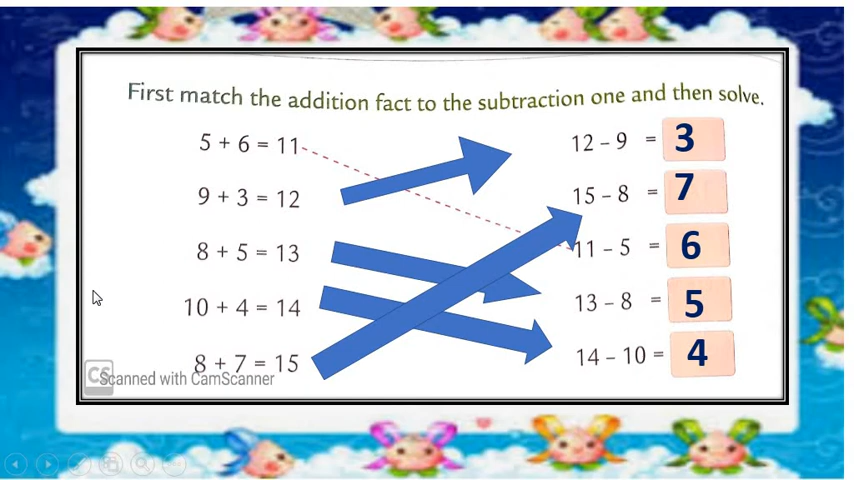 First match the addition fact to the subtraction one and then solve.
5 + 6 = 11
12 – 9 = 3
9 + 3 = 12
15 – 8 = 7
8 + 5 = 13
11 – 5 = 6
10 + 4 = 14
13 – 8 = 5
8 + 7 = 15
14 – 10 = 4
CS Scanned with CamScanner